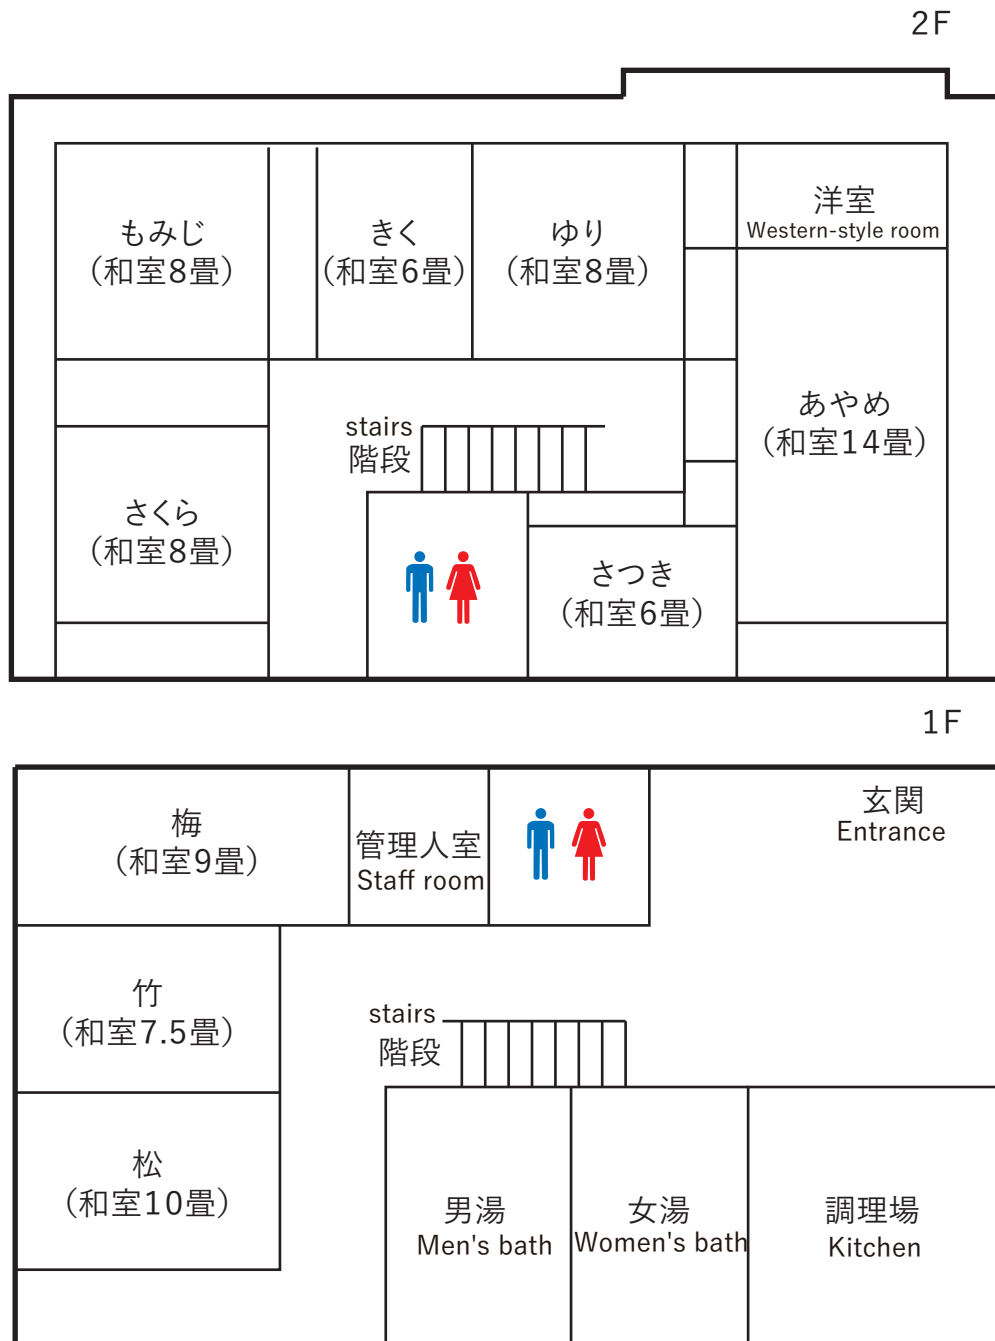 2F
もみじ
(和室8畳)
きく
(和室6畳)
ゆり
(和室8畳)
洋室
Western-style room
あやめ
(和室14畳)
stairs
階段
さくら
(和室8畳)
さつき
(和室6畳)
1F
梅
(和室9畳)
管理人室
Staff room
玄関
Entrance
竹
(和室7.5畳)
stairs
階段
松
(和室10畳)
男湯
Men's bath
女湯
Women's bath
調理場
Kitchen